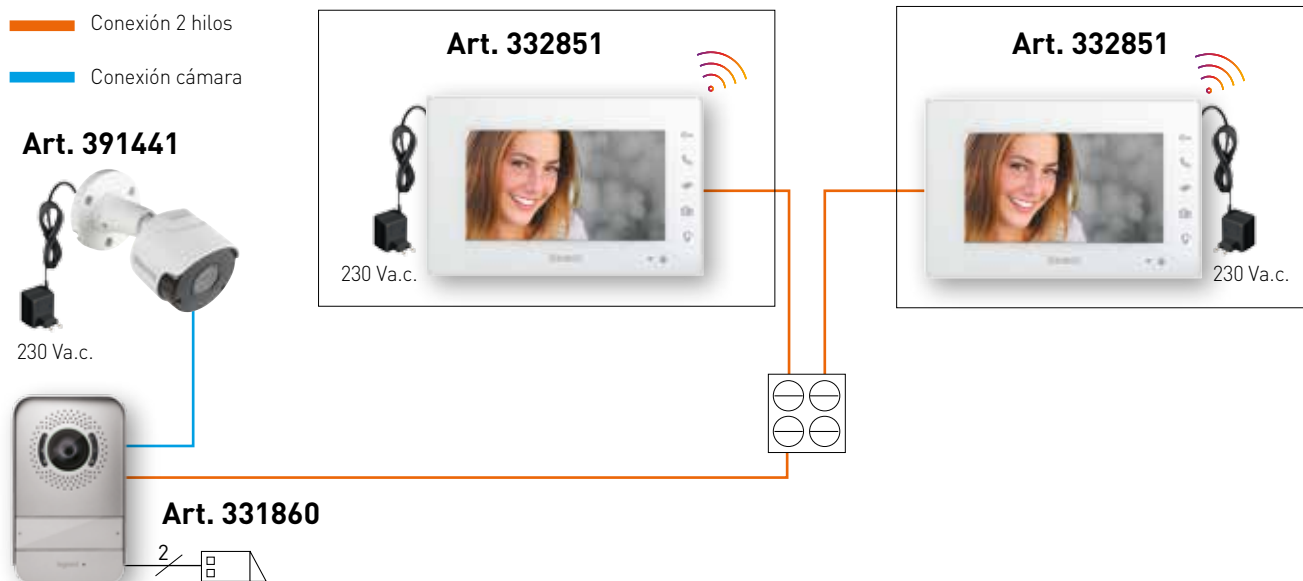 Conexión 2 hilos
Conexión cámara
Art. 391441
230 Va.c.
Art. 332851
230 Va.c.
Art. 332851
230 Va.c.
Art. 331860
2